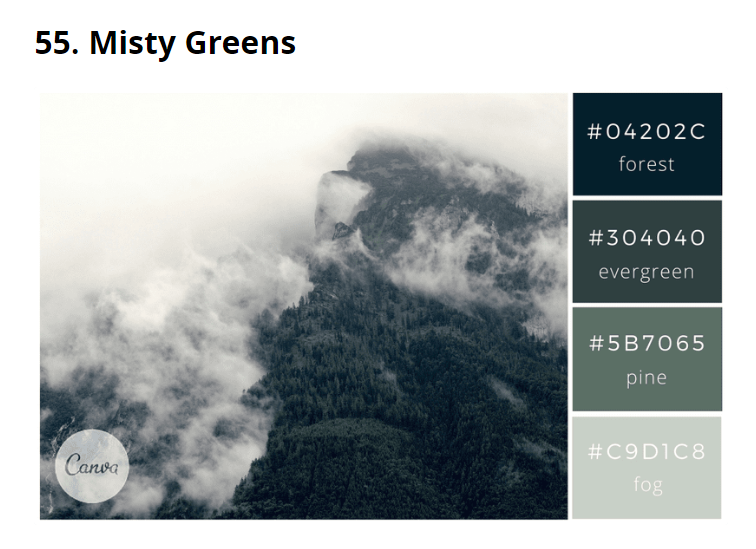 55. Misty Greens
#04202C
forest
#304040
evergreen
#5B7065
pine
#C9D1C8
fog
Canva